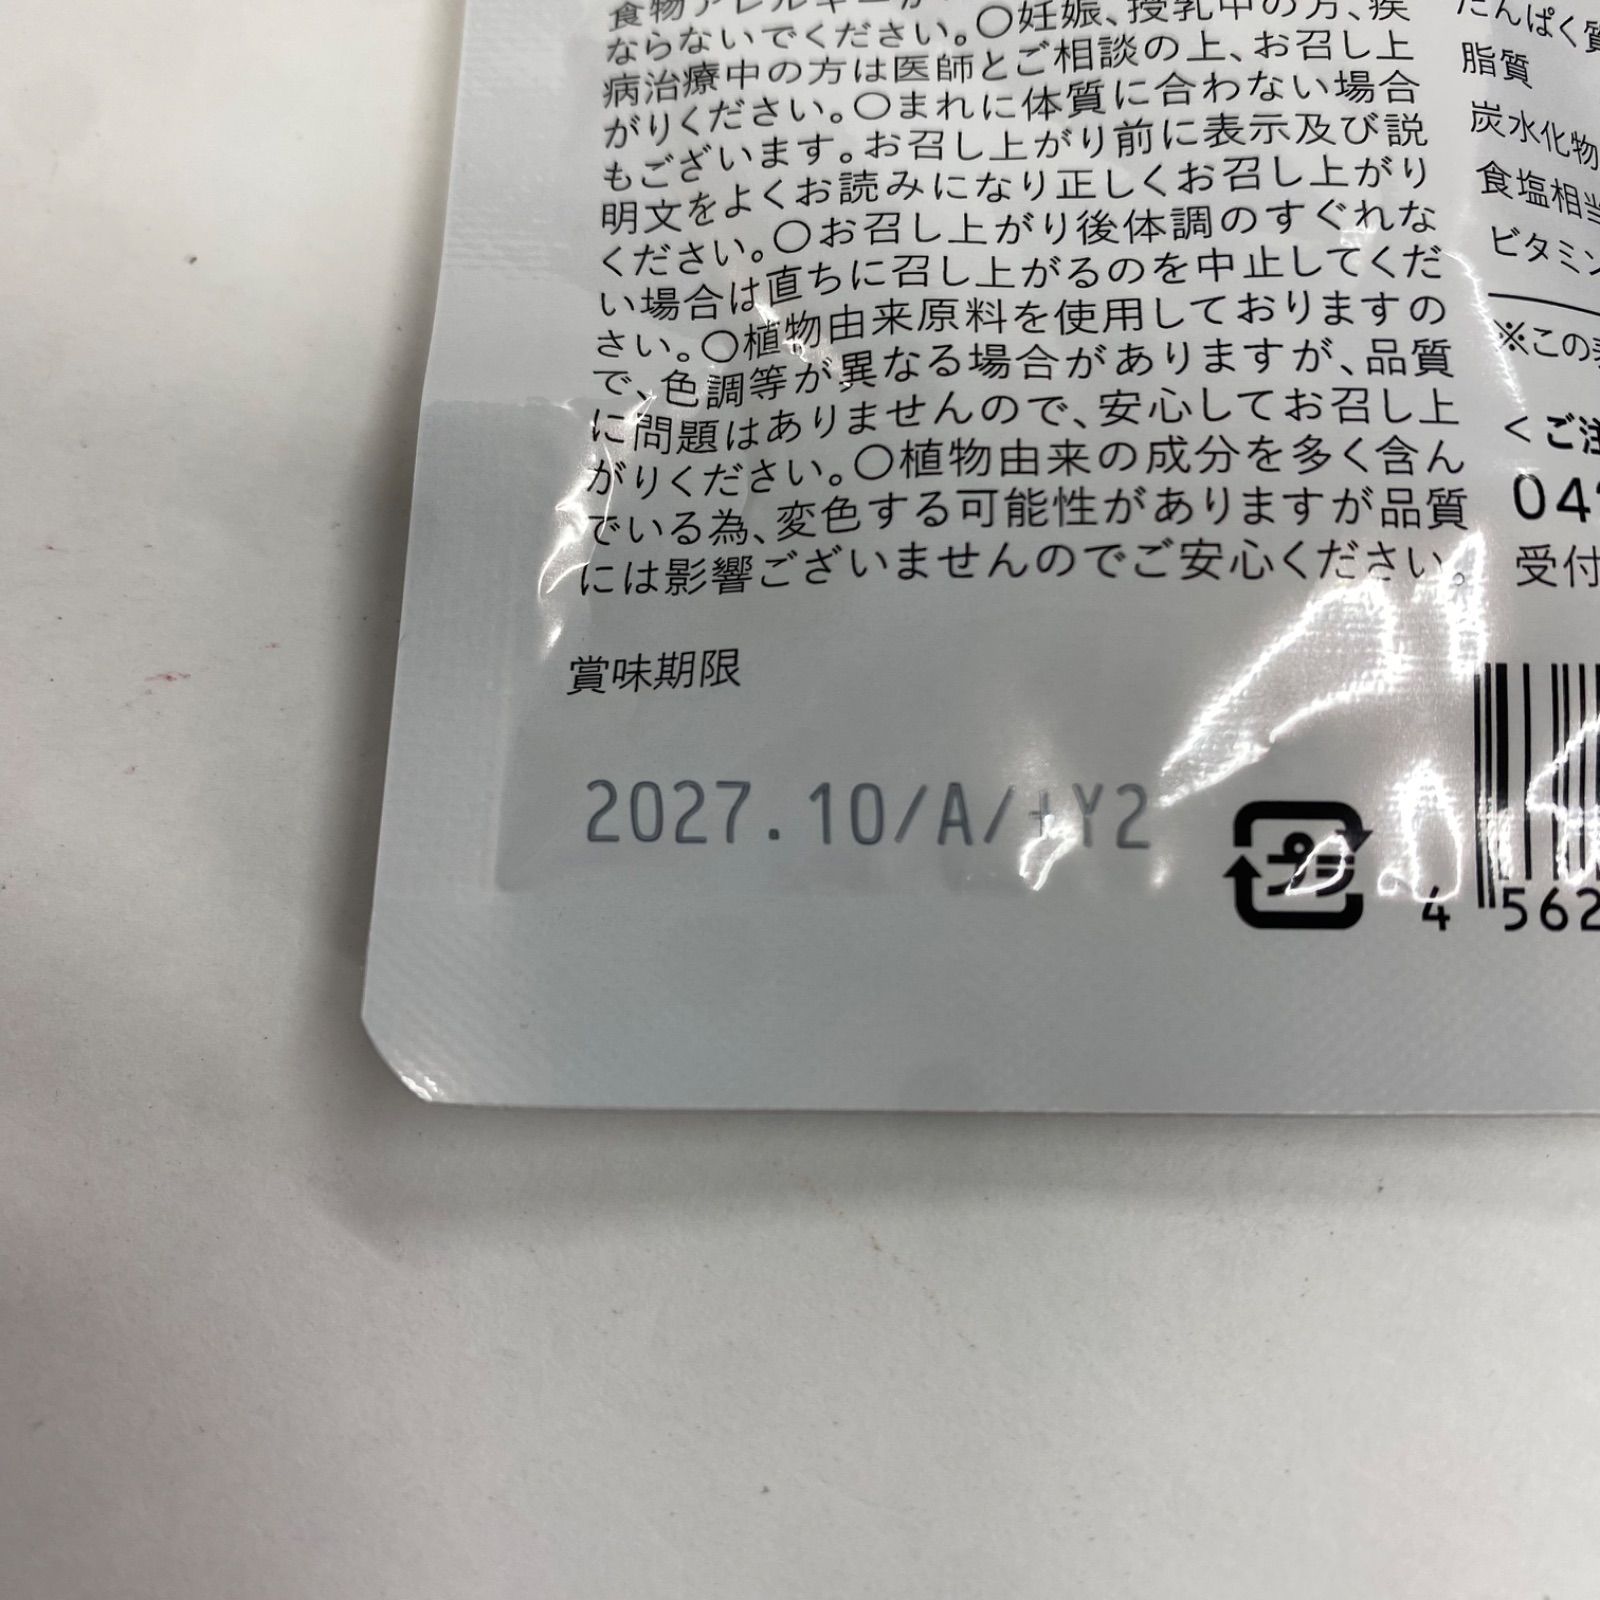 食物アレルギーが
ならないでください。〇妊娠、授乳中の方、疾
病治療中の方は医師とご相談の上、お召し上
がりください。〇まれに体質に合わない場合
もございます。お召し上がり前に表示及び説
明文をよくお読みになり正しくお召し上がり
ください。〇お召し上がり後体調のすぐれな
い場合は直ちに召し上がるのを中止してくだ
さい。〇植物由来原料を使用しておりますの
で、色調等が異なる場合がありますが、品質
に問題はありませんので、安心してお召し上
がりください。〇植物由来の成分を多く含ん
でいる為、変色する可能性がありますが品質
には影響ございませんのでご安心ください。
賞味期限
2027.10/A/+Y2
プラ
たんぱく質
脂質
炭水化物
食塩相当
ビタミン
※この表
<ご注
04
受付
4 562